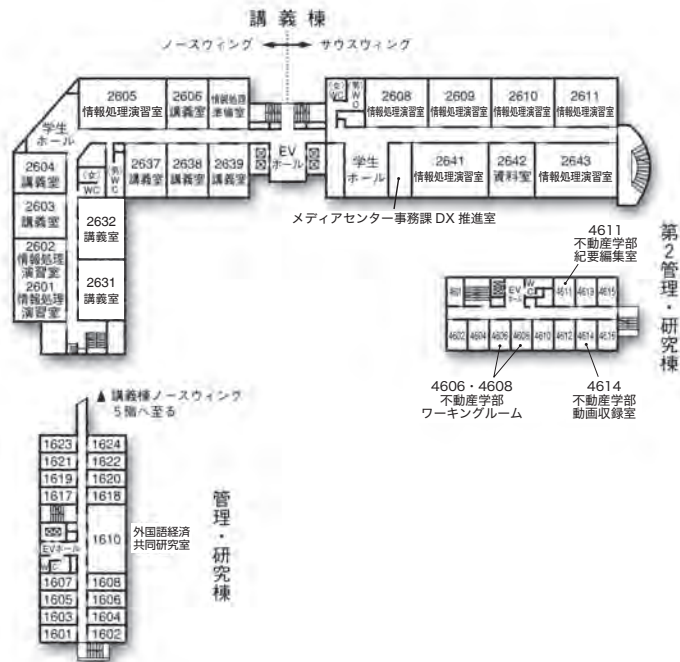 講義棟
ノースウィング ◀┈▶ サウスウィング
2605
情報処理演習室
2606
講義室
情報処理
準備室
(女)
WC
(男)
WC
2608
情報処理演習室
2609
情報処理演習室
2610
情報処理演習室
2611
情報処理演習室
学生
ホール
2604
講義室
2603
講義室
2602
情報処理
演習室
2601
情報処理
演習室
(女)
WC
(男)
WC
2637
講義室
2638
講義室
2639
講義室
2632
講義室
2631
講義室
EV
ホール
学生
ホール
2641
情報処理演習室
2642
資料室
2643
情報処理演習室
メディアセンター事務課 DX 推進室
第2管理・研究棟
4611
不動産学部
紀要編集室
EV
ホール
WC
4611
4613
4615
4602
4604
4606
4608
4610
4612
4614
4616
4606・4608
不動産学部
ワーキングルーム
4614
不動産学部
動画収録室
▲ 講義棟ノースウィング
5階へ至る
管理・研究棟
1623
1624
1621
1622
1619
1620
1617
1618
1610
外国語経済
共同研究室
EVホール
WC
1607
1608
1605
1606
1603
1604
1601
1602